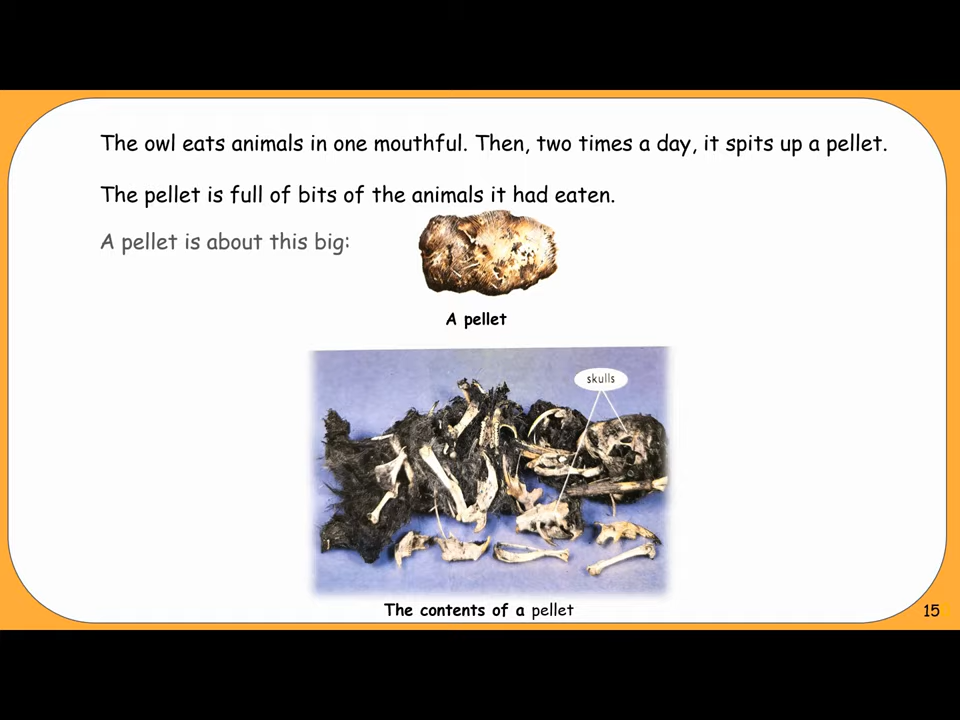 The owl eats animals in one mouthful. Then, two times a day, it spits up a pellet.
The pellet is full of bits of the animals it had eaten.
A pellet is about this big:
A pellet
skulls
The contents of a pellet
15